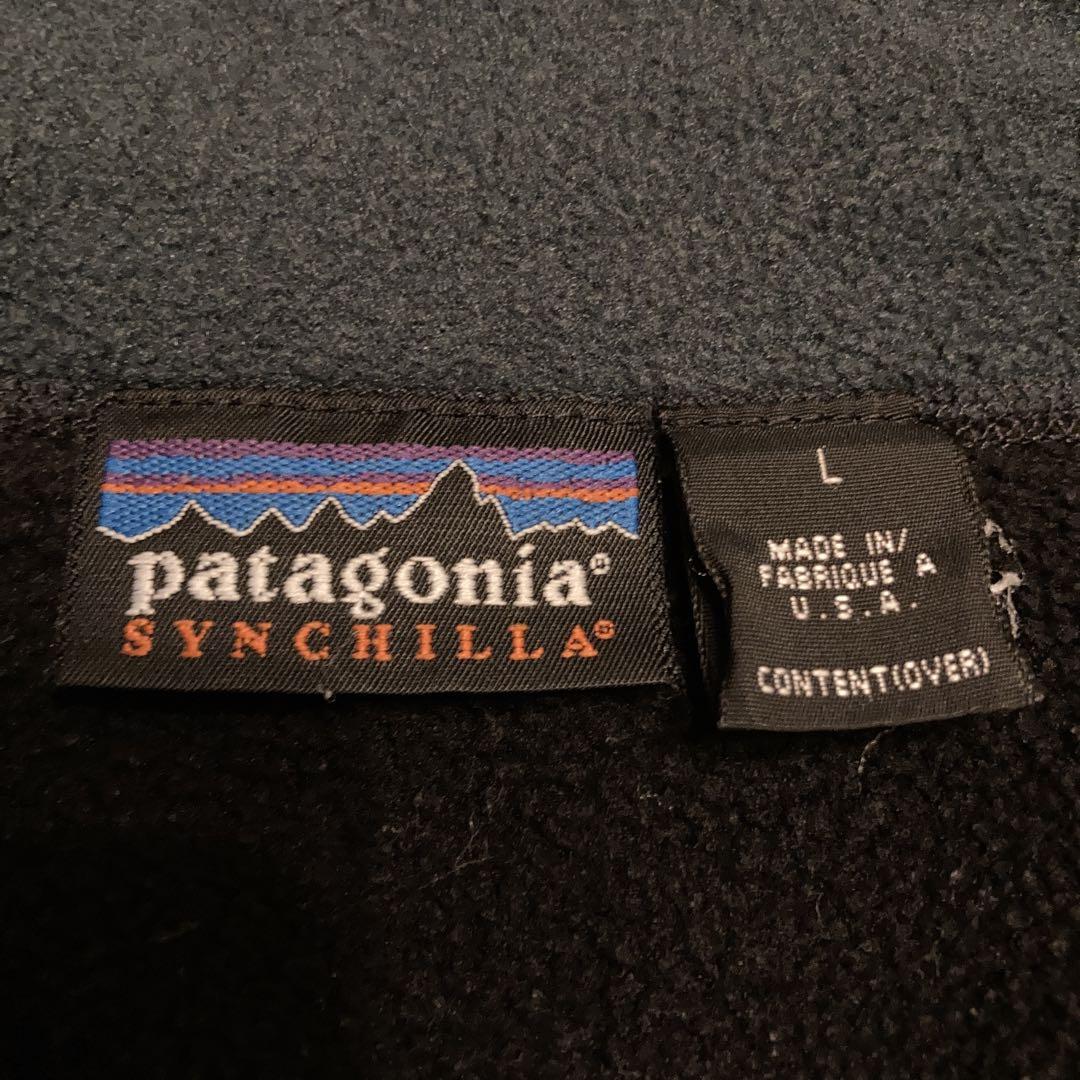 patagonia®
SYNCHILLA®
L
MADE IN/
FABRIQUE A
U.S.A.
CONTENT(OVER)